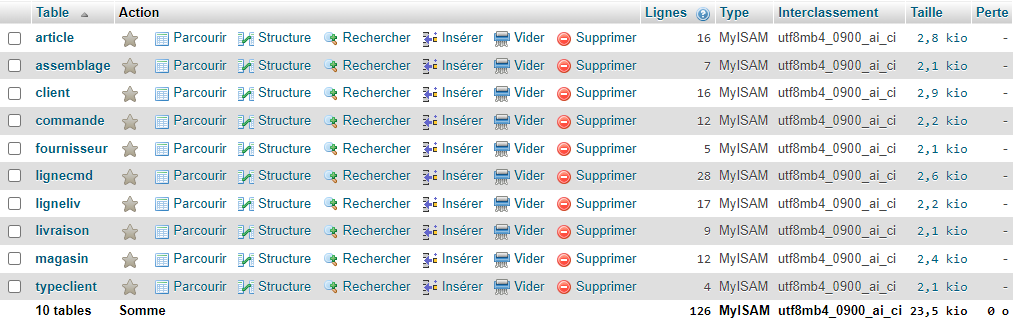 Table Action Lignes Type Interclassement Taille Perte
article Parcourir Structure Rechercher Insérer Vider Supprimer 16 MyISAM utf8mb4_0900_ai_ci 2,8 kio -
assemblage Parcourir Structure Rechercher Insérer Vider Supprimer 7 MyISAM utf8mb4_0900_ai_ci 2,1 kio -
client Parcourir Structure Rechercher Insérer Vider Supprimer 16 MyISAM utf8mb4_0900_ai_ci 2,9 kio -
commande Parcourir Structure Rechercher Insérer Vider Supprimer 12 MyISAM utf8mb4_0900_ai_ci 2,2 kio -
fournisseur Parcourir Structure Rechercher Insérer Vider Supprimer 5 MyISAM utf8mb4_0900_ai_ci 2,1 kio -
lignecmd Parcourir Structure Rechercher Insérer Vider Supprimer 28 MyISAM utf8mb4_0900_ai_ci 2,6 kio -
ligneliv Parcourir Structure Rechercher Insérer Vider Supprimer 17 MyISAM utf8mb4_0900_ai_ci 2,2 kio -
livraison Parcourir Structure Rechercher Insérer Vider Supprimer 9 MyISAM utf8mb4_0900_ai_ci 2,1 kio -
magasin Parcourir Structure Rechercher Insérer Vider Supprimer 12 MyISAM utf8mb4_0900_ai_ci 2,4 kio -
typeclient Parcourir Structure Rechercher Insérer Vider Supprimer 4 MyISAM utf8mb4_0900_ai_ci 2,1 kio -
10 tables Somme 126 MyISAM utf8mb4_0900_ai_ci 23,5 kio 0 o